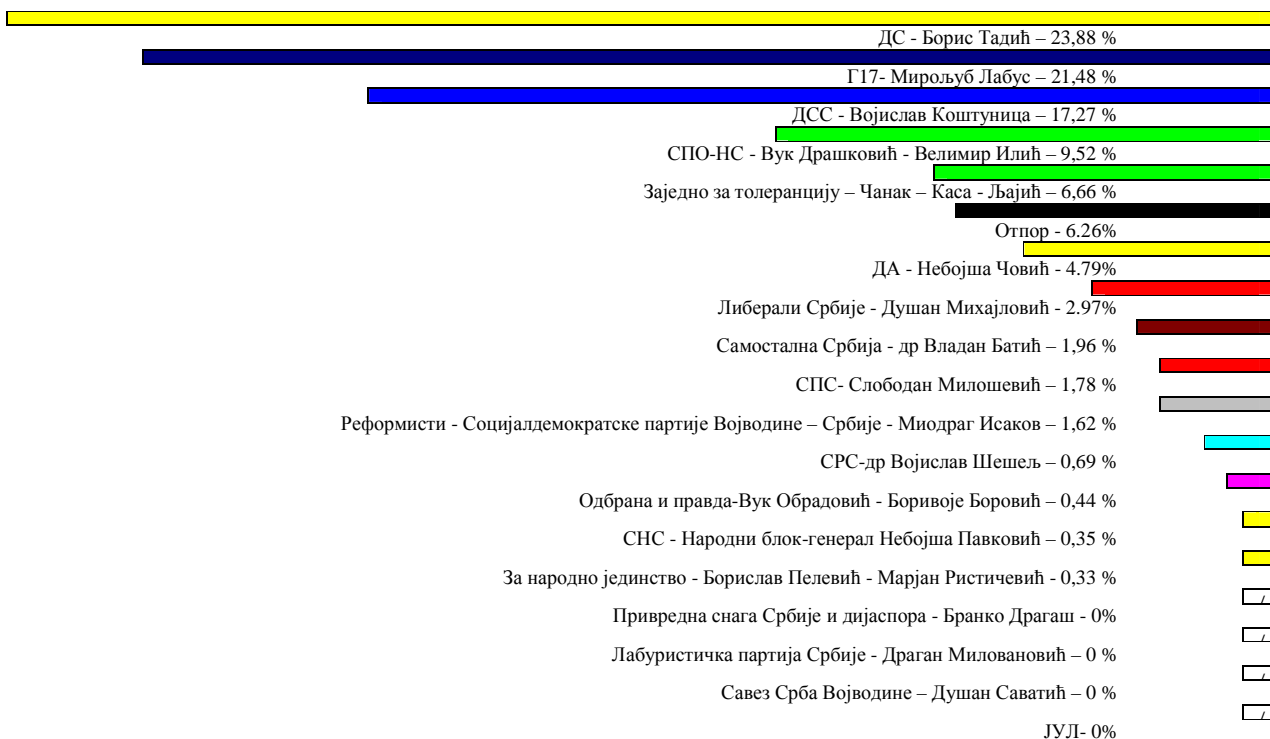 ДС - Борис Тадић – 23,88 %
Г17- Мирољуб Лабус – 21,48 %
ДСС - Војислав Коштуница – 17,27 %
СПО-НС - Вук Драшковић - Велимир Илић – 9,52 %
Заједно за толеранцију – Чанак – Каса - Љајић – 6,66 %
Отпор - 6.26%
ДА - Небојша Човић - 4.79%
Либерали Србије - Душан Михајловић - 2.97%
Самостална Србија - др Владан Батић – 1,96 %
СПС- Слободан Милошевић – 1,78 %
Реформисти - Социјалдемократске партије Војводине – Србије - Миодраг Исаков – 1,62 %
СРС-др Војислав Шешељ – 0,69 %
Одбрана и правда-Вук Обрадовић - Боривоје Боровић – 0,44 %
СНС - Народни блок-генерал Небојша Павковић – 0,35 %
За народно јединство - Борислав Пелевић - Марјан Ристичевић - 0,33 %
Привредна снага Србије и дијаспора - Бранко Драгаш - 0%
Лабуристичка партија Србије - Драган Миловановић – 0 %
Савез Срба Војводине – Душан Саватић – 0 %
ЈУЛ- 0%